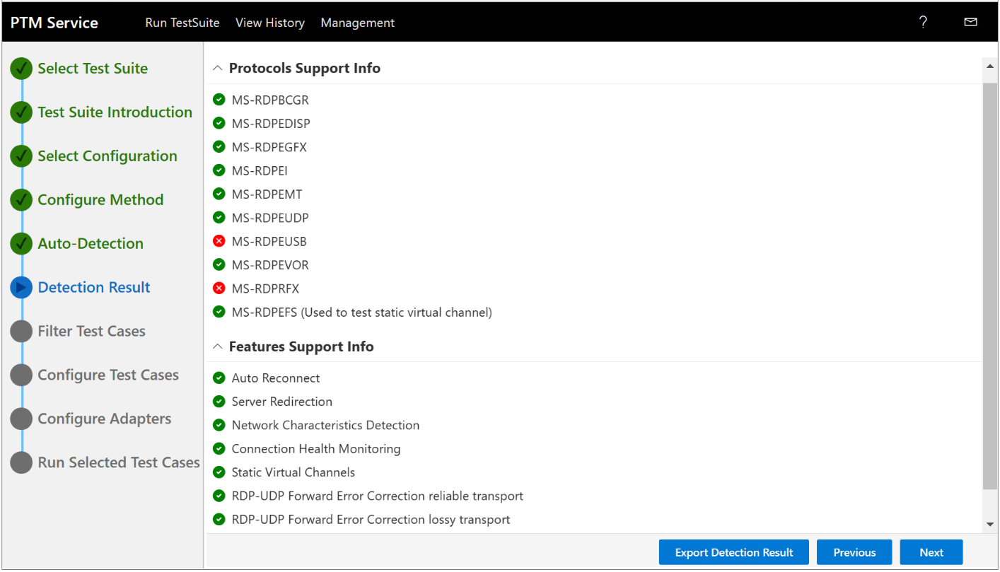 PTM Service Run TestSuite View History Management ?
Select Test Suite
Test Suite Introduction
Select Configuration
Configure Method
Auto-Detection
Detection Result
Filter Test Cases
Configure Test Cases
Configure Adapters
Run Selected Test Cases
Protocols Support Info
MS-RDPBCGR
MS-RDPEDISP
MS-RDPEGFX
MS-RDPEI
MS-RDPEMT
MS-RDPEUDP
MS-RDPEUSB
MS-RDPEVOR
MS-RDPRFX
MS-RDPEFS (Used to test static virtual channel)
Features Support Info
Auto Reconnect
Server Redirection
Network Characteristics Detection
Connection Health Monitoring
Static Virtual Channels
RDP-UDP Forward Error Correction reliable transport
RDP-UDP Forward Error Correction lossy transport
Export Detection Result Previous Next